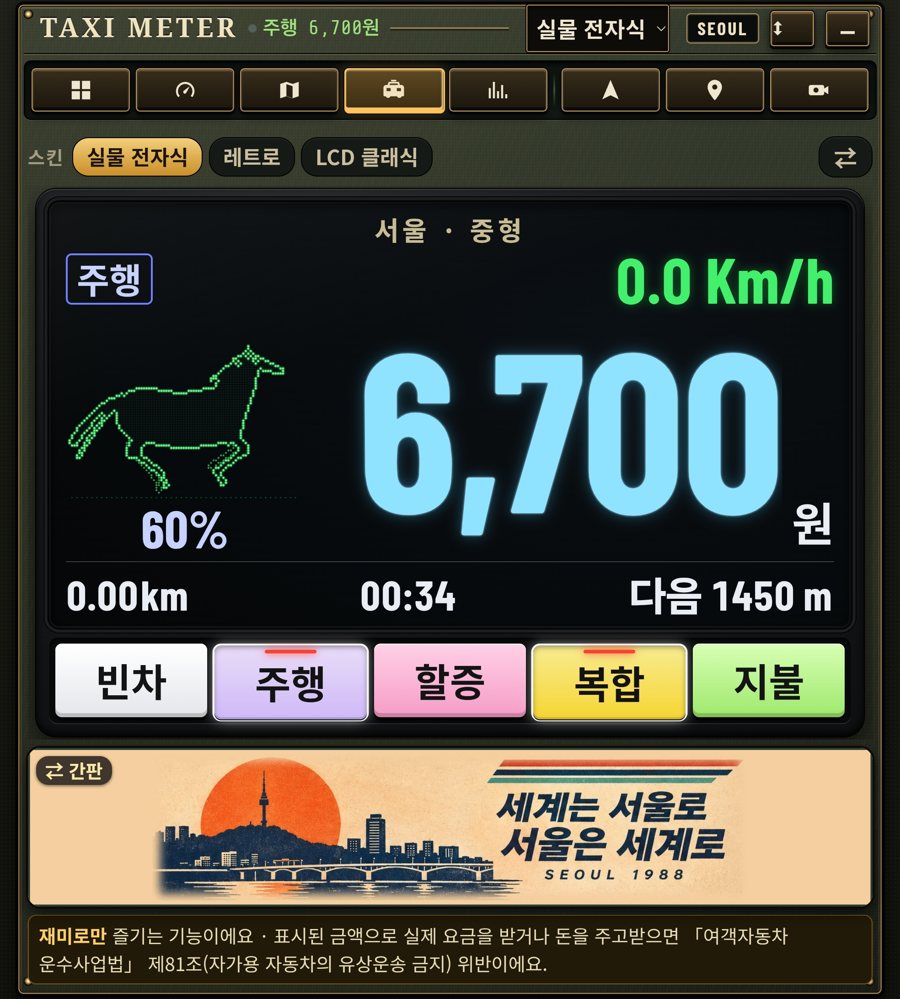 TAXI METER
주행 6,700원
실물 전자식
SEOUL
스킨
실물 전자식
레트로
LCD 클래식
서울 · 중형
주행
0.0 Km/h
6,700
원
60%
0.00km
00:34
다음 1450 m
빈차
주행
할증
복합
지불
간판
세계는 서울로
서울은 세계로
SEOUL 1988
재미로만 즐기는 기능이에요 · 표시된 금액으로 실제 요금을 받거나 돈을 주고받으면 「여객자동차
운수사업법」 제81조(자가용 자동차의 유상운송 금지) 위반이에요.